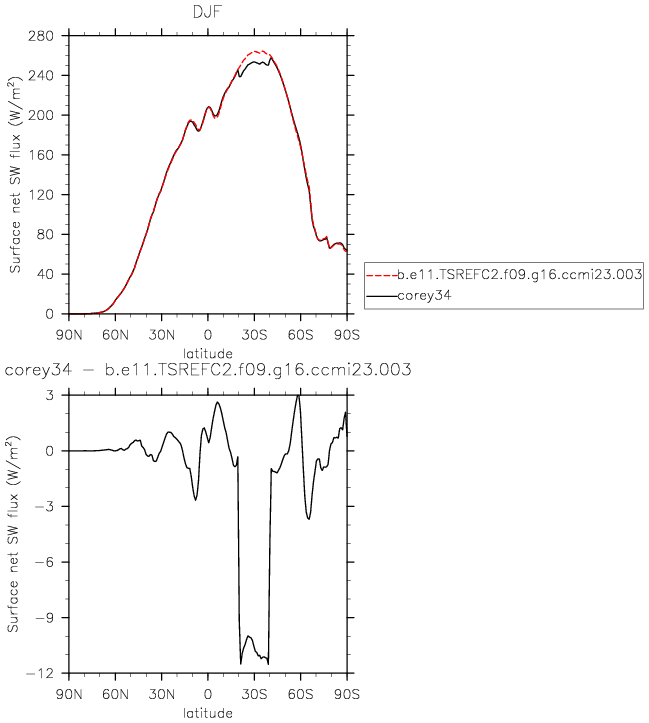 DJF
280
240
200
160
120
80
40
0
Surface net SW flux (W/m²)
90N 60N 30N 0 30S 60S 90S
latitude
b.e11.TSREFC2.f09.g16.ccmi23.003
corey34
corey34 − b.e11.TSREFC2.f09.g16.ccmi23.003
3
0
−3
−6
−9
−12
Surface net SW flux (W/m²)
90N 60N 30N 0 30S 60S 90S
latitude